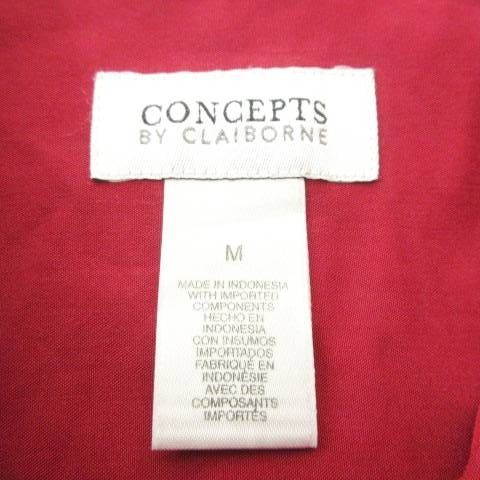 CONCEPTS
BY CLAIBORNE
M
MADE IN INDONESIA
WITH IMPORTED
COMPONENTS
HECHO EN
INDONESIA
CON INSUMOS
IMPORTADOS
FABRIQUÉ EN
INDONÉSIE
AVEC DES
COMPOSANTS
IMPORTÉS